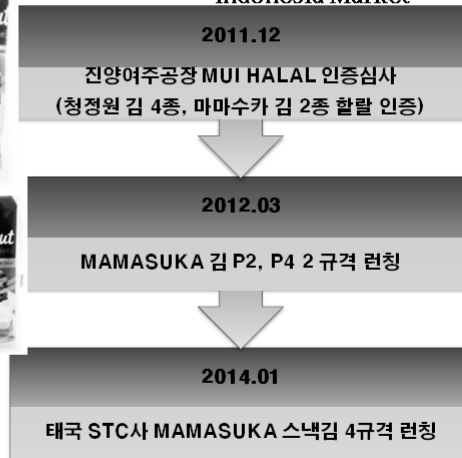 Indonesia Market
2011.12
진양여주공장 MUI HALAL 인증심사
(청정원 김 4종, 마마수카 김 2종 할랄 인증)
2012.03
MAMASUKA 김 P2, P4 2 규격 런칭
2014.01
태국 STC사 MAMASUKA 스낵김 4규격 런칭